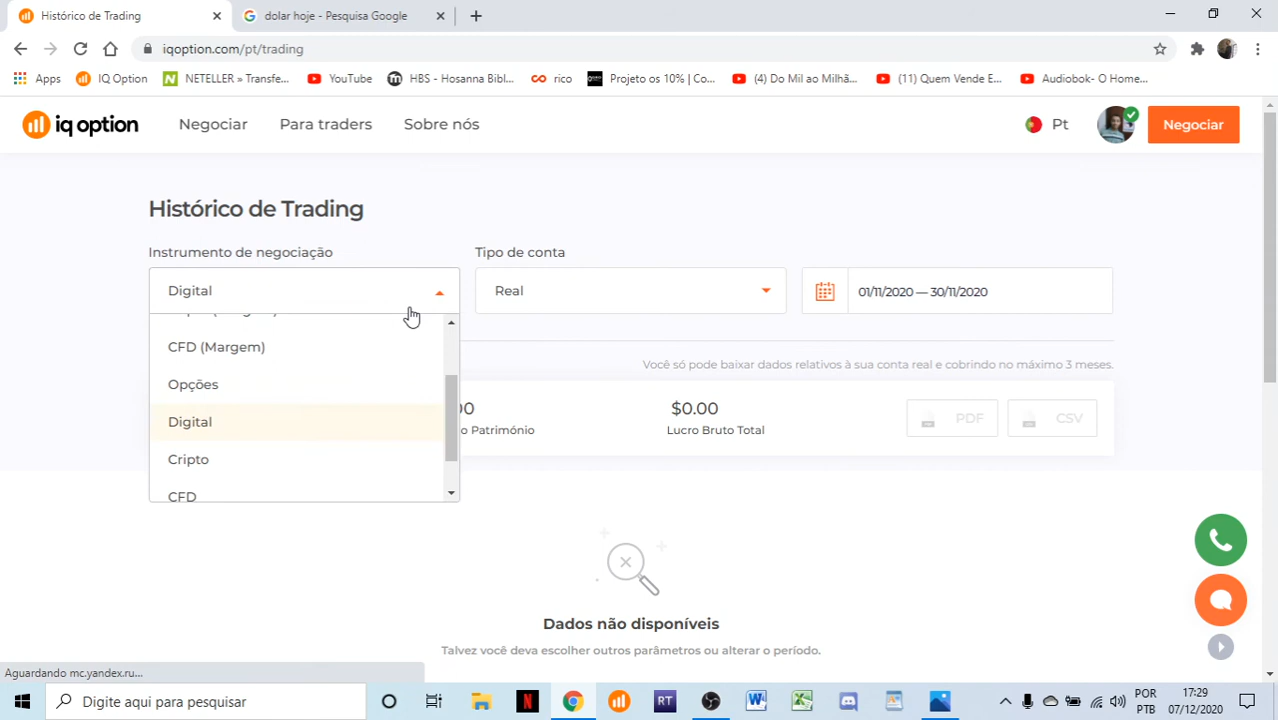 Histórico de Trading
dolar hoje - Pesquisa Google
iqoption.com/pt/trading
Apps
IQ Option
NETELLER » Transfe...
YouTube
HBS - Hosanna Bibl...
rico
Projeto os 10% | Co...
(4) Do Mil ao Milhã...
(11) Quem Vende E...
Audiobok- O Home...
iq option
Negociar
Para traders
Sobre nós
Pt
Negociar
Histórico de Trading
Instrumento de negociação
Tipo de conta
Digital
Real
01/11/2020 — 30/11/2020
CFD (Margem)
Opções
Digital
Cripto
CFD
Você só pode baixar dados relativos à sua conta real e cobrindo no máximo 3 meses.
00
o Património
$0.00
Lucro Bruto Total
PDF
CSV
Dados não disponíveis
Talvez você deva escolher outros parâmetros ou alterar o período.
Aguardando mc.yandex.ru...
Digite aqui para pesquisar
RT
POR
PTB
17:29
07/12/2020